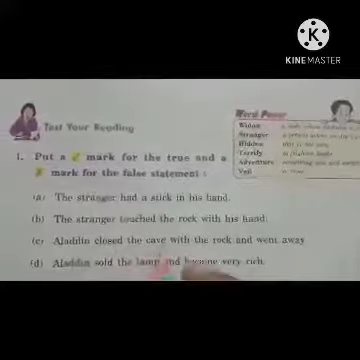 K
KINEMASTER
Word Power
Widow
Stranger
Hidden
Terrify
Adventure
Veil
Test Your Reading
1. Put a ✓ mark for the true and a
✗ mark for the false statement :
(a) The stranger had a stick in his hand.
(b) The stranger touched the rock with his hand.
(c) Aladdin closed the cave with the rock and went away
(d) Aladdin sold the lamp and became very rich.